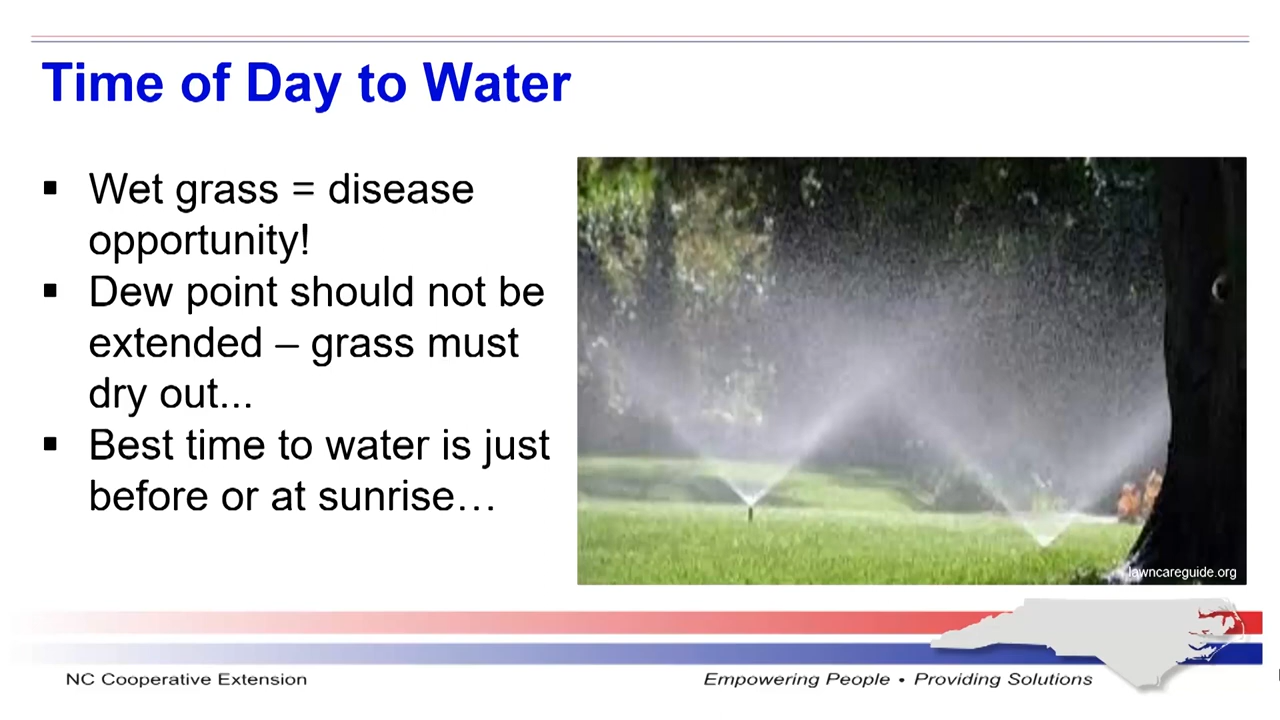 Time of Day to Water
▪ Wet grass = disease
opportunity!
▪ Dew point should not be
extended – grass must
dry out...
▪ Best time to water is just
before or at sunrise…
lawncareguide.org
NC Cooperative Extension
Empowering People • Providing Solutions